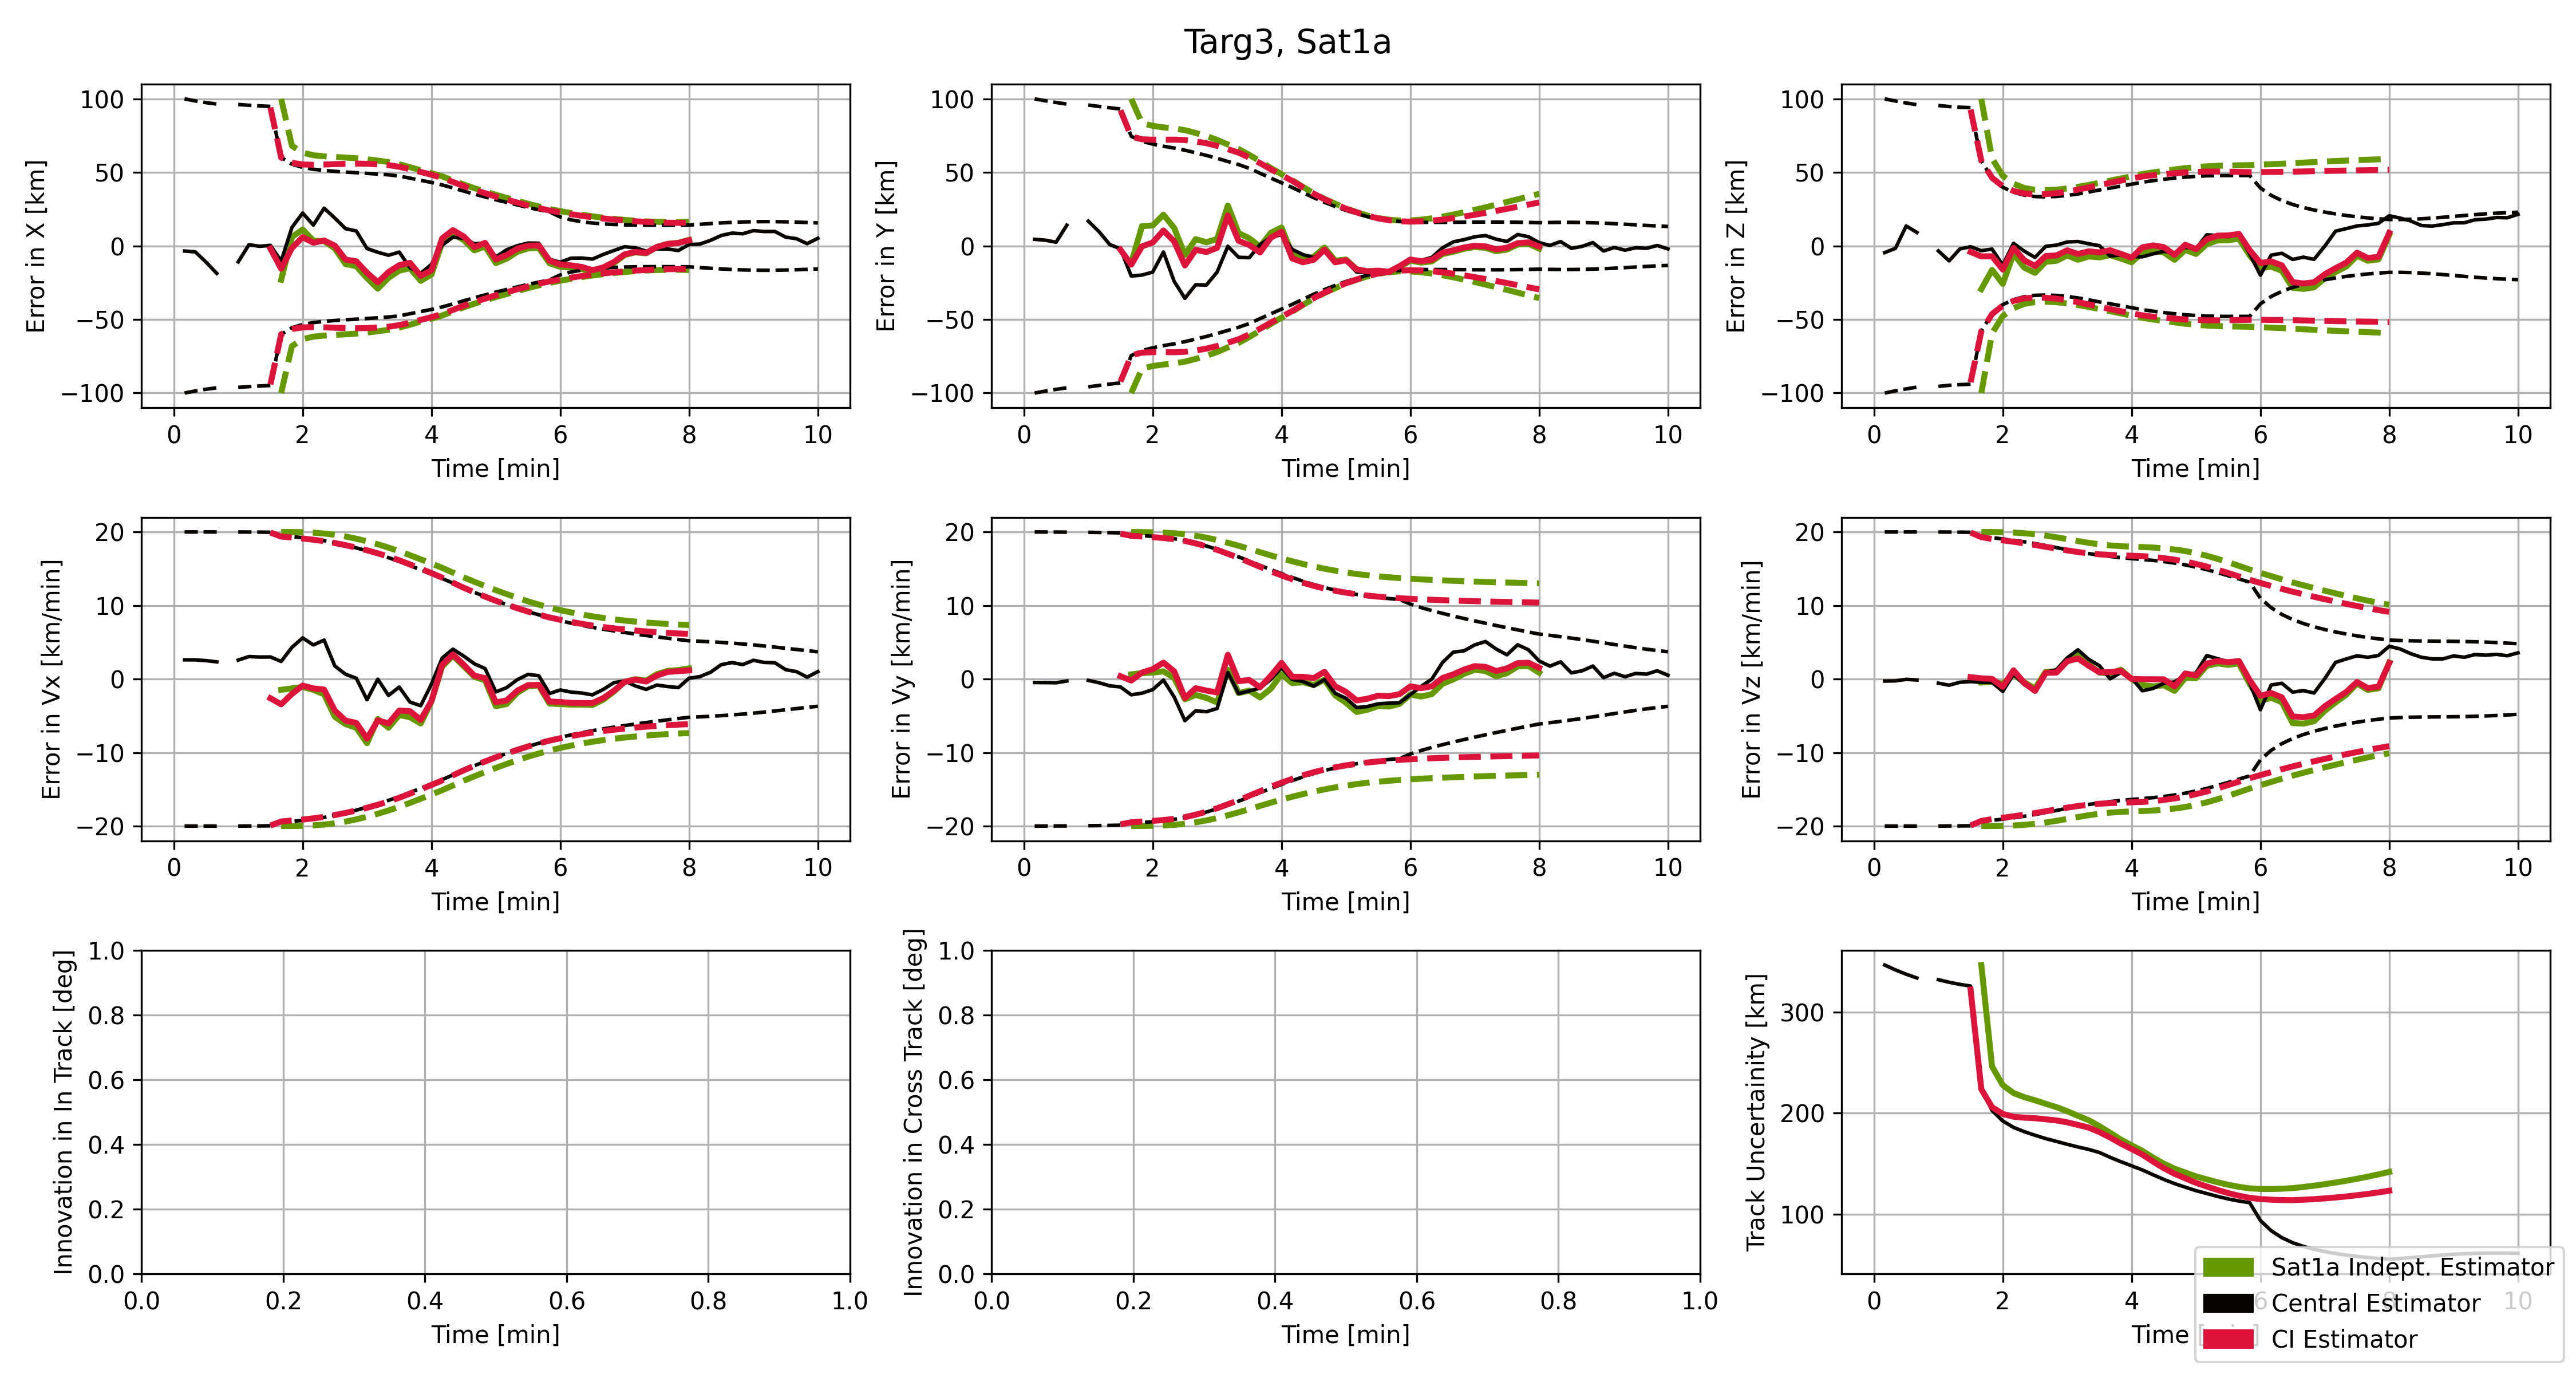 Targ3, Sat1a
100
50
0
−50
−100
Error in X [km]
0 2 4 6 8 10
Time [min]
100
50
0
−50
−100
Error in Y [km]
0 2 4 6 8 10
Time [min]
100
50
0
−50
−100
Error in Z [km]
0 2 4 6 8 10
Time [min]
20
10
0
−10
−20
Error in Vx [km/min]
0 2 4 6 8 10
Time [min]
20
10
0
−10
−20
Error in Vy [km/min]
0 2 4 6 8 10
Time [min]
20
10
0
−10
−20
Error in Vz [km/min]
0 2 4 6 8 10
Time [min]
1.0
0.8
0.6
0.4
0.2
0.0
Innovation in In Track [deg]
0.0 0.2 0.4 0.6 0.8 1.0
Time [min]
1.0
0.8
0.6
0.4
0.2
0.0
Innovation in Cross Track [deg]
0.0 0.2 0.4 0.6 0.8 1.0
Time [min]
300
200
100
Track Uncertainity [km]
0 2 4 6 8 10
Time
Sat1a Indept. Estimator
Central Estimator
CI Estimator